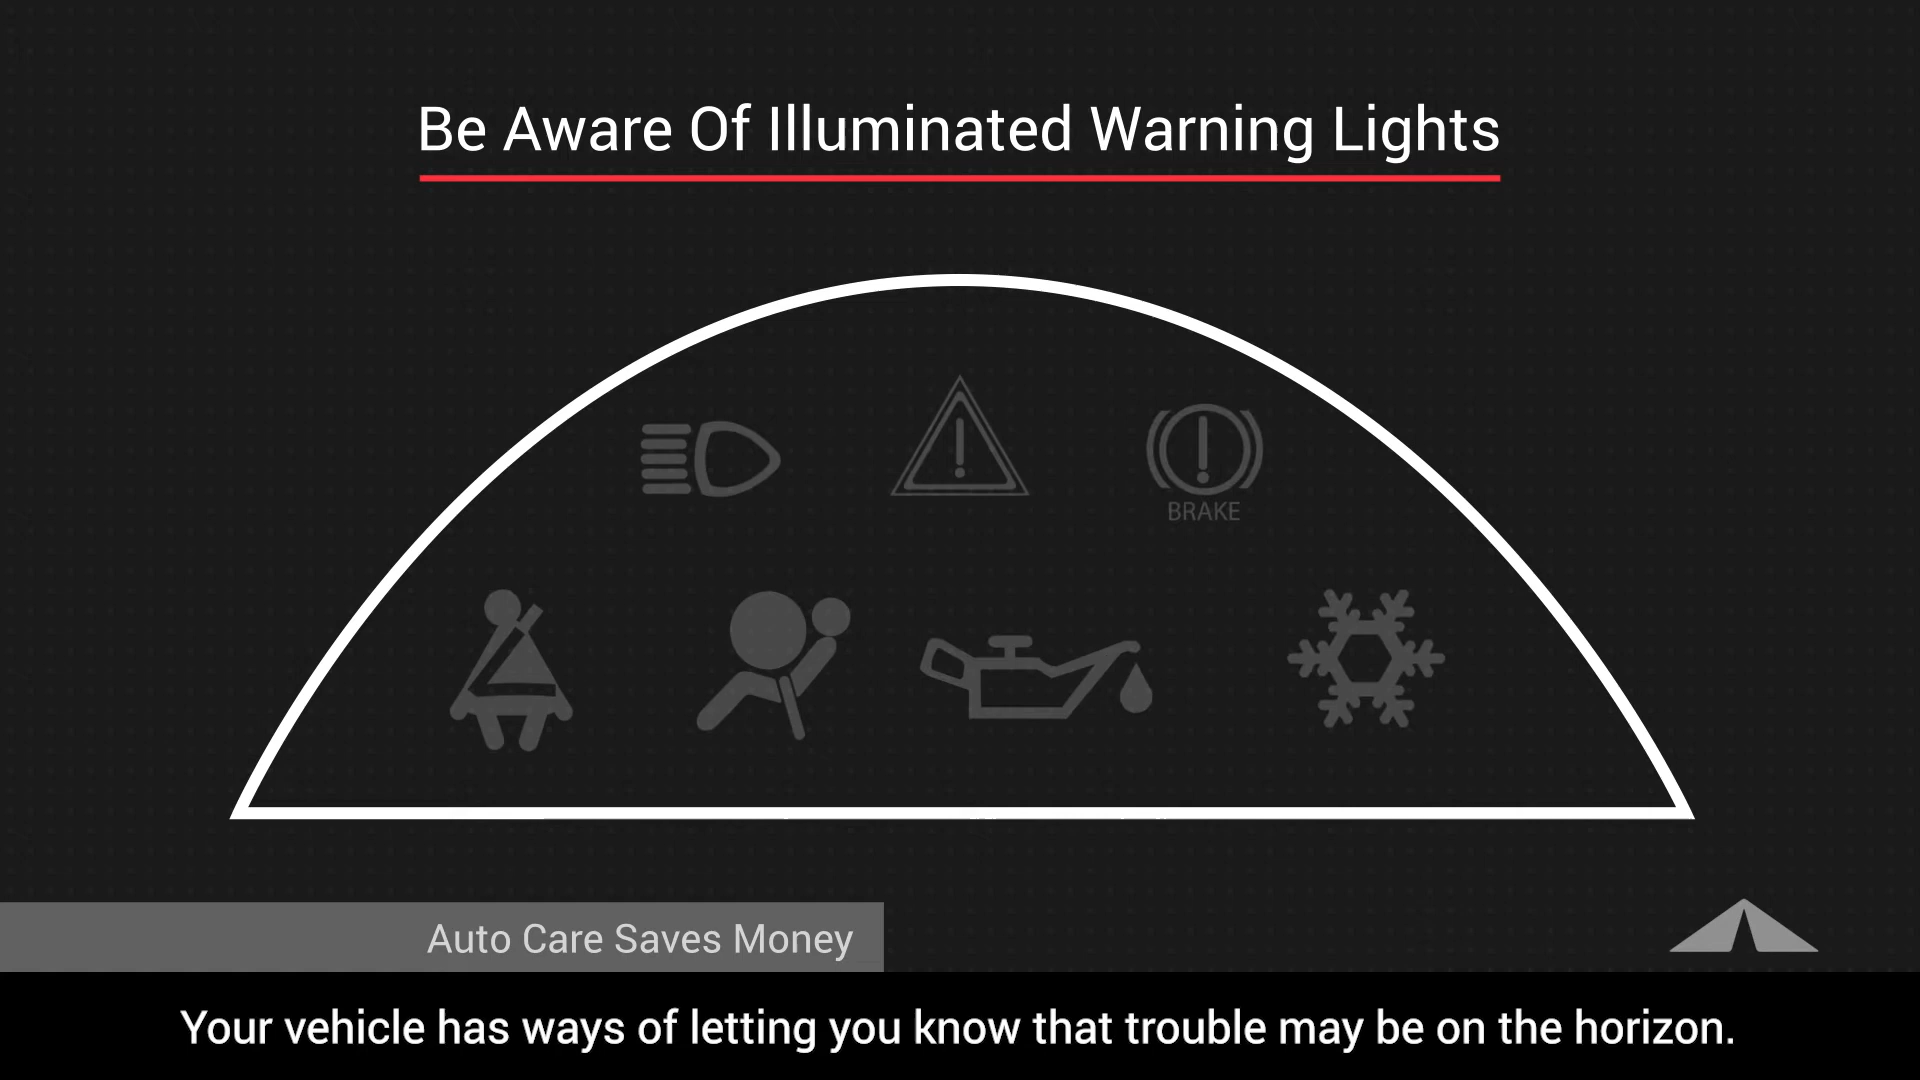 Be Aware Of Illuminated Warning Lights
BRAKE
Auto Care Saves Money
Your vehicle has ways of letting you know that trouble may be on the horizon.